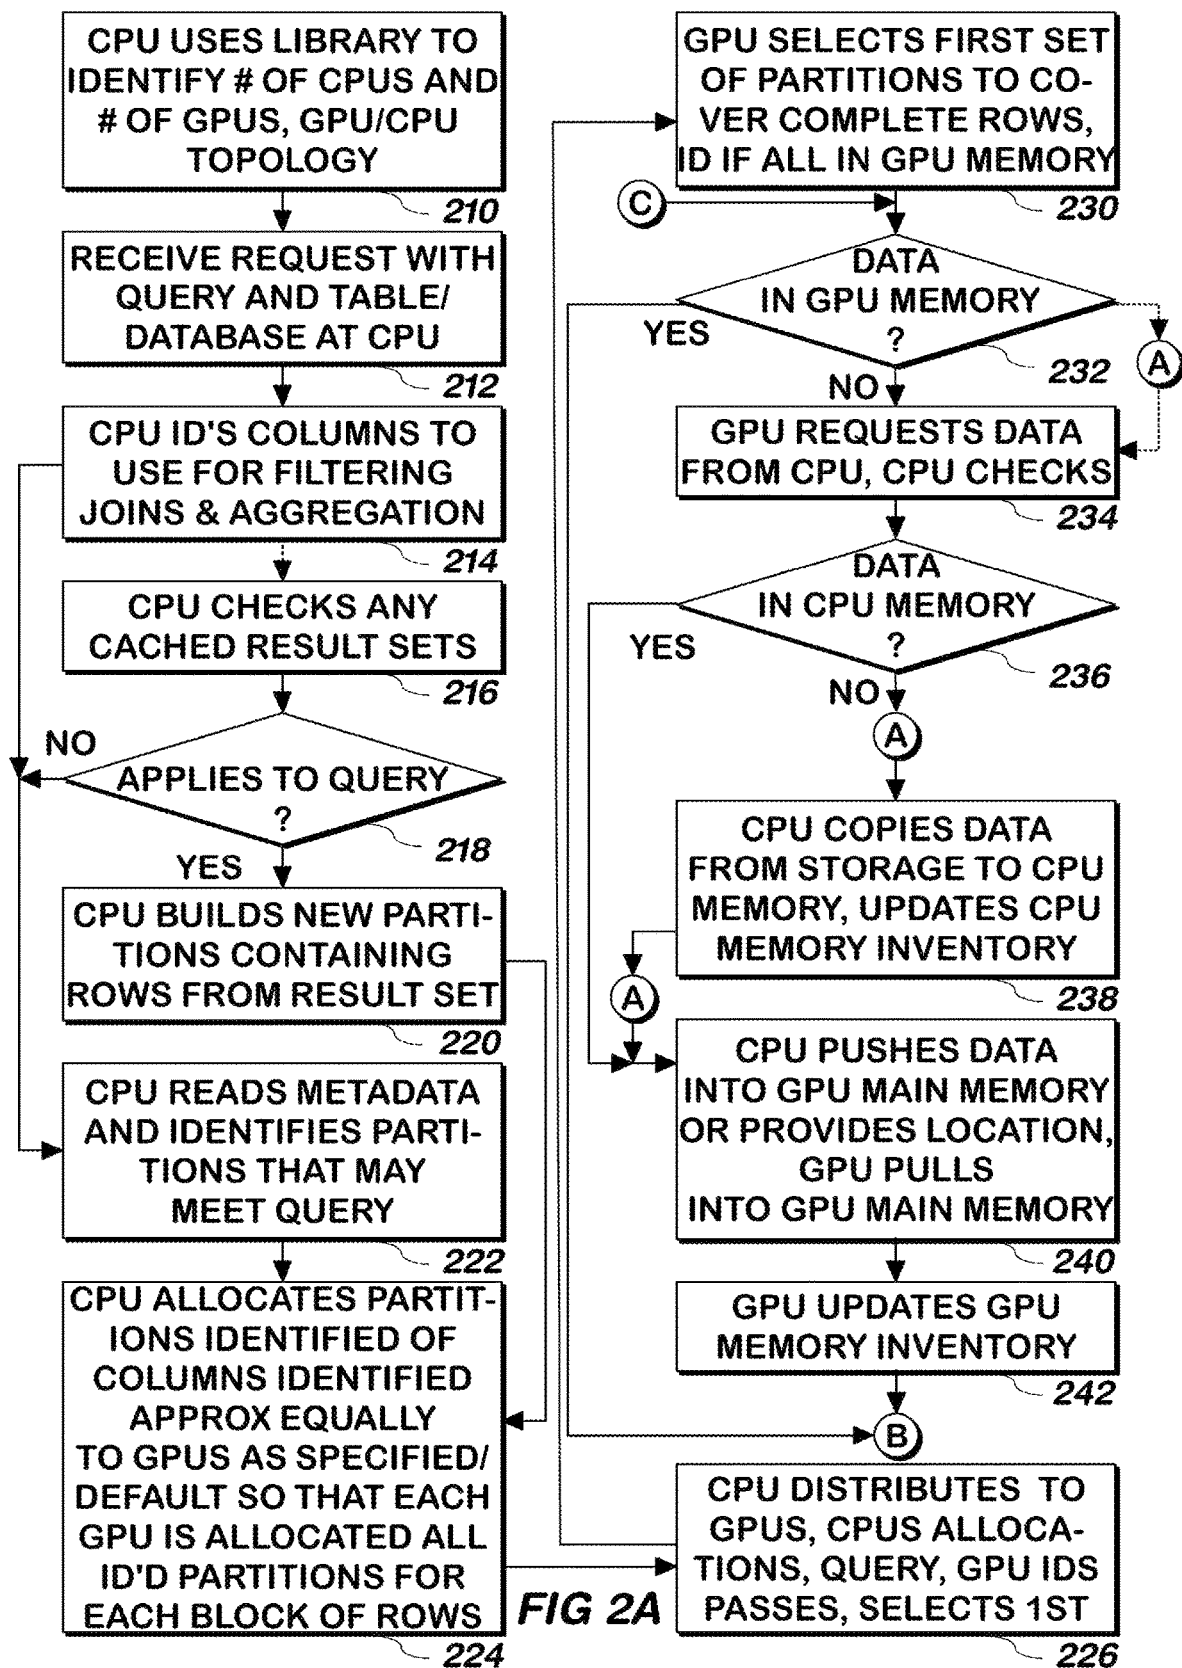 CPU USES LIBRARY TO
IDENTIFY # OF CPUS AND
# OF GPUS, GPU/CPU
TOPOLOGY
210
RECEIVE REQUEST WITH
QUERY AND TABLE/
DATABASE AT CPU
212
CPU ID'S COLUMNS TO
USE FOR FILTERING
JOINS & AGGREGATION
214
CPU CHECKS ANY
CACHED RESULT SETS
216
NO
APPLIES TO QUERY
?
218
YES
CPU BUILDS NEW PARTI-
TIONS CONTAINING
ROWS FROM RESULT SET
220
CPU READS METADATA
AND IDENTIFIES PARTI-
TIONS THAT MAY
MEET QUERY
222
CPU ALLOCATES PARTIT-
IONS IDENTIFIED OF
COLUMNS IDENTIFIED
APPROX EQUALLY
TO GPUS AS SPECIFIED/
DEFAULT SO THAT EACH
GPU IS ALLOCATED ALL
ID'D PARTITIONS FOR
EACH BLOCK OF ROWS
224
FIG 2A
GPU SELECTS FIRST SET
OF PARTITIONS TO CO-
VER COMPLETE ROWS,
ID IF ALL IN GPU MEMORY
230
C
DATA
IN GPU MEMORY
?
YES
232
A
NO
GPU REQUESTS DATA
FROM CPU, CPU CHECKS
234
DATA
IN CPU MEMORY
?
YES
236
NO
A
CPU COPIES DATA
FROM STORAGE TO CPU
MEMORY, UPDATES CPU
MEMORY INVENTORY
238
A
CPU PUSHES DATA
INTO GPU MAIN MEMORY
OR PROVIDES LOCATION,
GPU PULLS
INTO GPU MAIN MEMORY
240
GPU UPDATES GPU
MEMORY INVENTORY
242
B
CPU DISTRIBUTES TO
GPUS, CPUS ALLOCA-
TIONS, QUERY, GPU IDS
PASSES, SELECTS 1ST
226